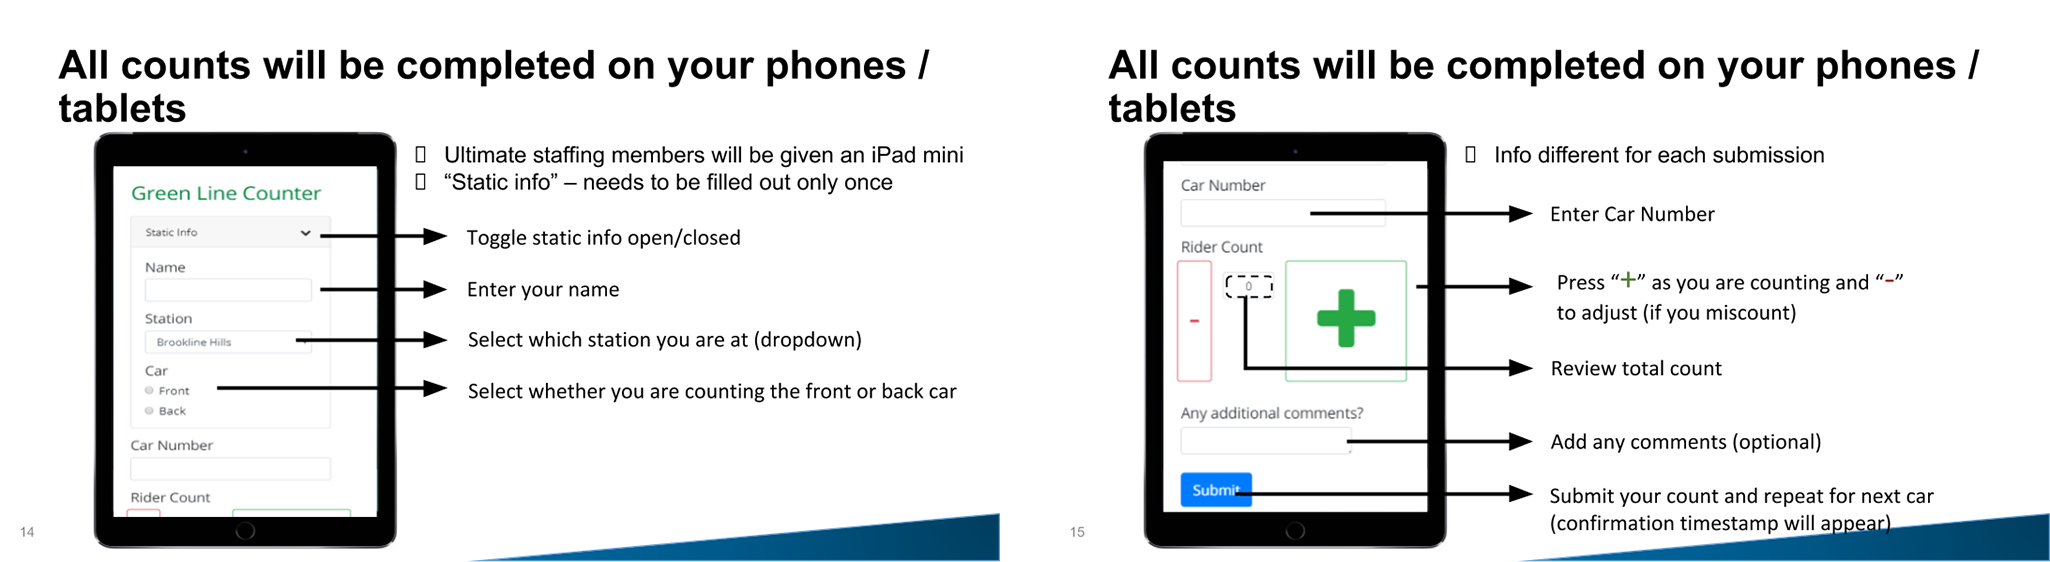 All counts will be completed on your phones /
tablets
Ultimate staffing members will be given an iPad mini
“Static info” – needs to be filled out only once
Green Line Counter
Static Info
Toggle static info open/closed
Name
Enter your name
Station
Brookline Hills
Select which station you are at (dropdown)
Car
Front
Back
Select whether you are counting the front or back car
Car Number
Rider Count
14
All counts will be completed on your phones /
tablets
Info different for each submission
Car Number
Enter Car Number
Rider Count
-
0
+
Press “+” as you are counting and “-”
to adjust (if you miscount)
Review total count
Any additional comments?
Add any comments (optional)
Submit
Submit your count and repeat for next car
(confirmation timestamp will appear)
15